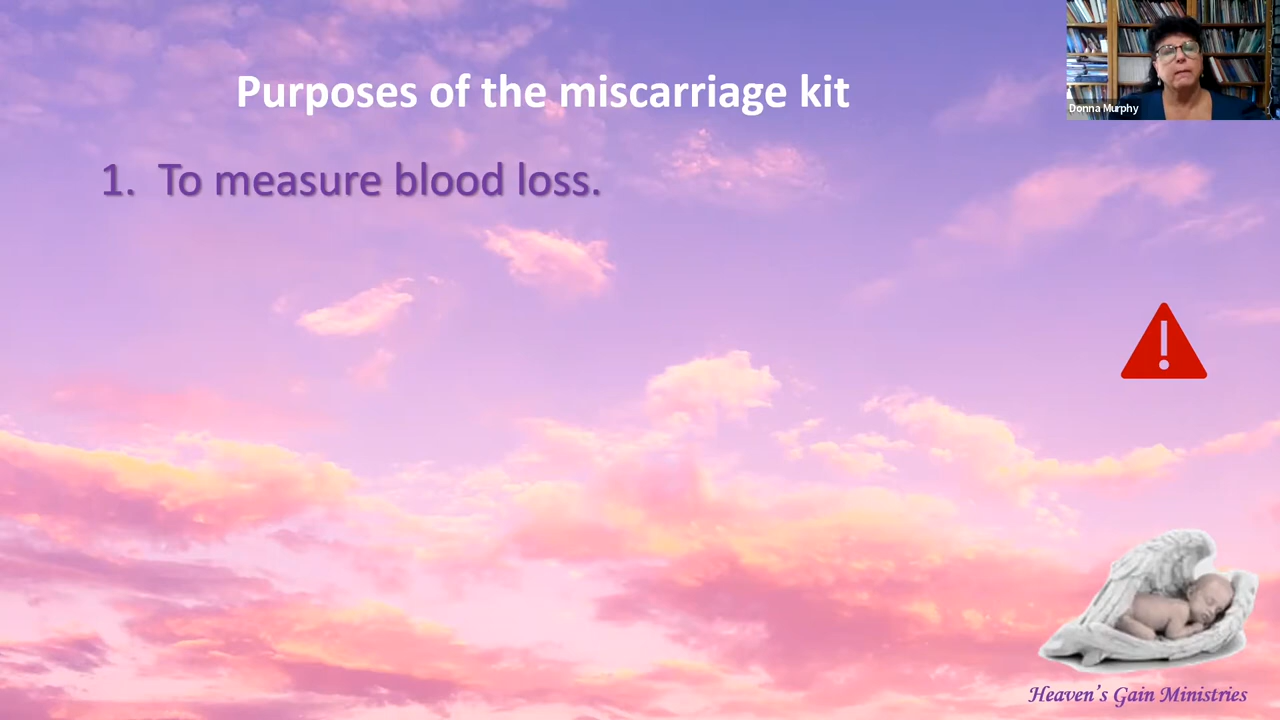 Purposes of the miscarriage kit
Donna Murphy
1. To measure blood loss.
Heaven's Gain Ministries